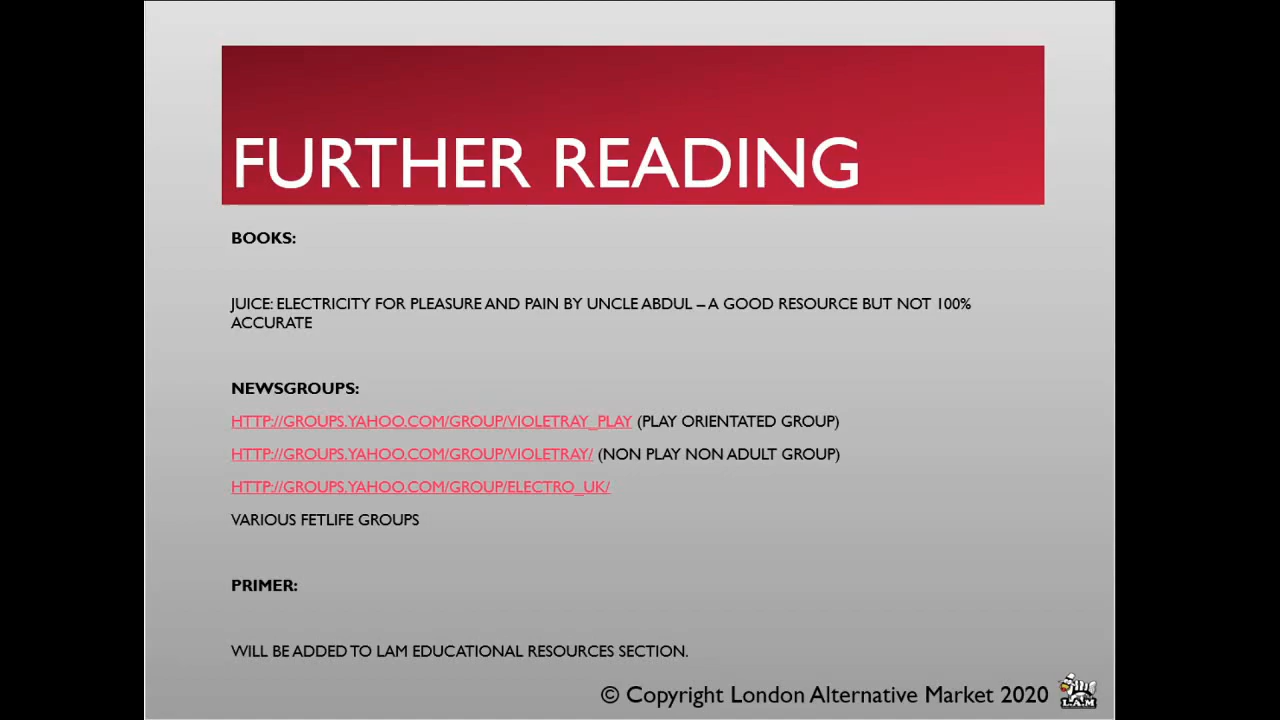 FURTHER READING
BOOKS:
JUICE: ELECTRICITY FOR PLEASURE AND PAIN BY UNCLE ABDUL – A GOOD RESOURCE BUT NOT 100%
ACCURATE
NEWSGROUPS:
HTTP://GROUPS.YAHOO.COM/GROUP/VIOLETRAY_PLAY (PLAY ORIENTATED GROUP)
HTTP://GROUPS.YAHOO.COM/GROUP/VIOLETRAY/ (NON PLAY NON ADULT GROUP)
HTTP://GROUPS.YAHOO.COM/GROUP/ELECTRO_UK/
VARIOUS FETLIFE GROUPS
PRIMER:
WILL BE ADDED TO LAM EDUCATIONAL RESOURCES SECTION.
© Copyright London Alternative Market 2020
L.A.M